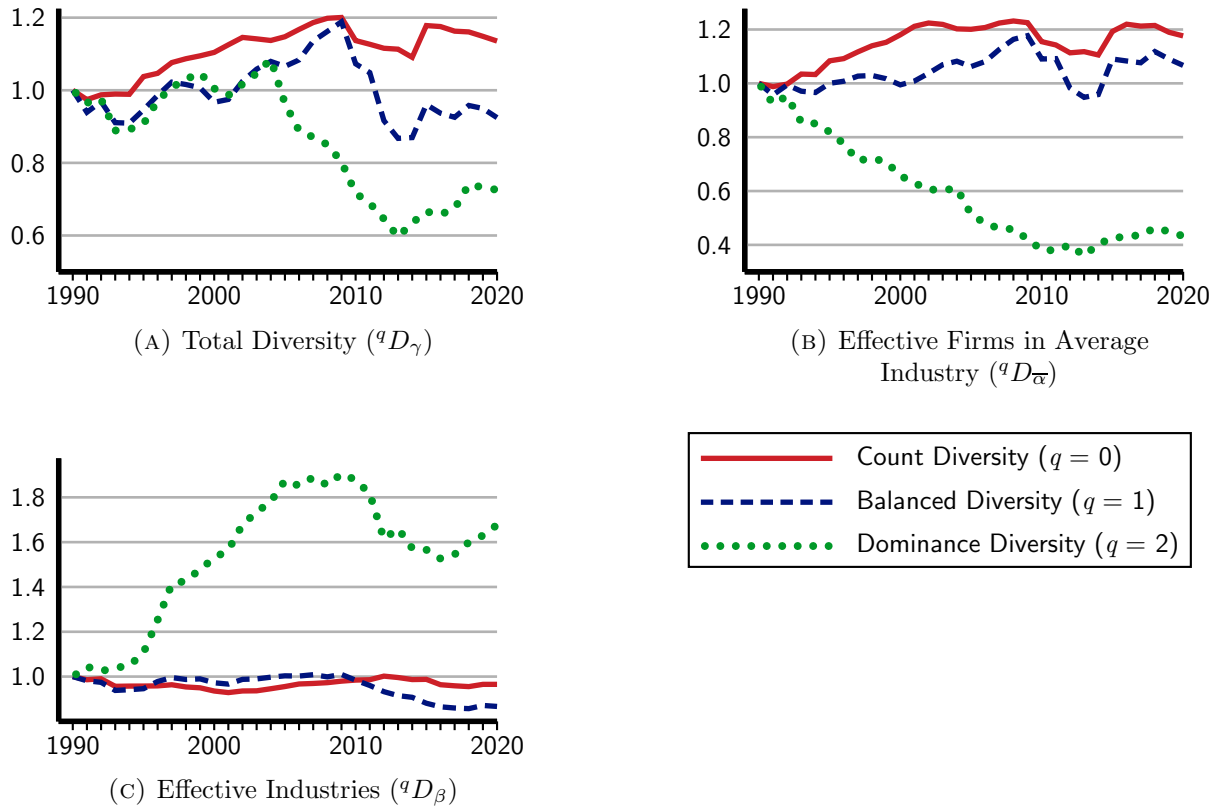 1.2
1.0
0.8
0.6
1990 2000 2010 2020
(A) Total Diversity (qDγ)
1.2
1.0
0.8
0.6
0.4
1990 2000 2010 2020
(B) Effective Firms in Average
Industry (qDα̅)
1.8
1.6
1.4
1.2
1.0
1990 2000 2010 2020
(C) Effective Industries (qDβ)
Count Diversity (q = 0)
Balanced Diversity (q = 1)
Dominance Diversity (q = 2)